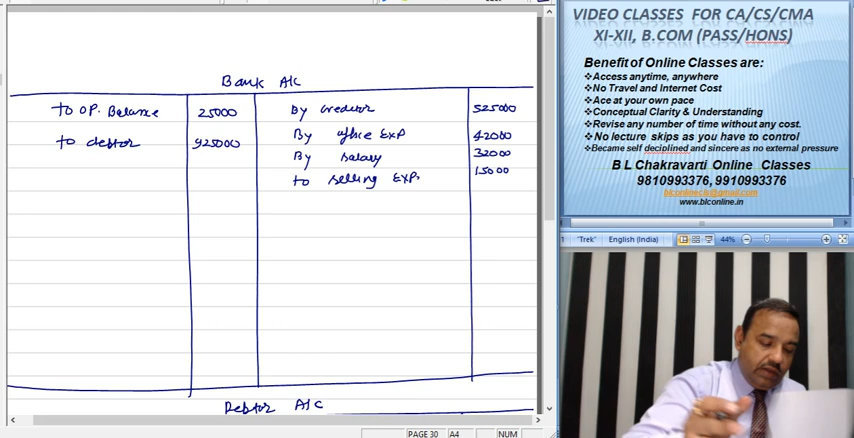 Bank A/c
To OP. Balance 25000 By creditor 525000
To debtor 925000 By office EXP 42000
By salary 32000
to selling EXP. 15000
Debtor A/C
PAGE 30 A4 NUM
VIDEO CLASSES FOR CA/CS/CMA
XI-XII, B.COM (PASS/HONS)
Benefit of Online Classes are:
❖Access anytime, anywhere
❖No Travel and Internet Cost
❖Ace at your own pace
❖Conceptual Clarity & Understanding
❖Revise any number of time without any cost.
❖No lecture skips as you have to control
❖Became self deciplined and sincere as no external pressure
B L Chakravarti Online Classes
9810993376, 9910993376
blconlinecls@gmail.com
www.blconline.in
1 "Trek" English (India) 44%